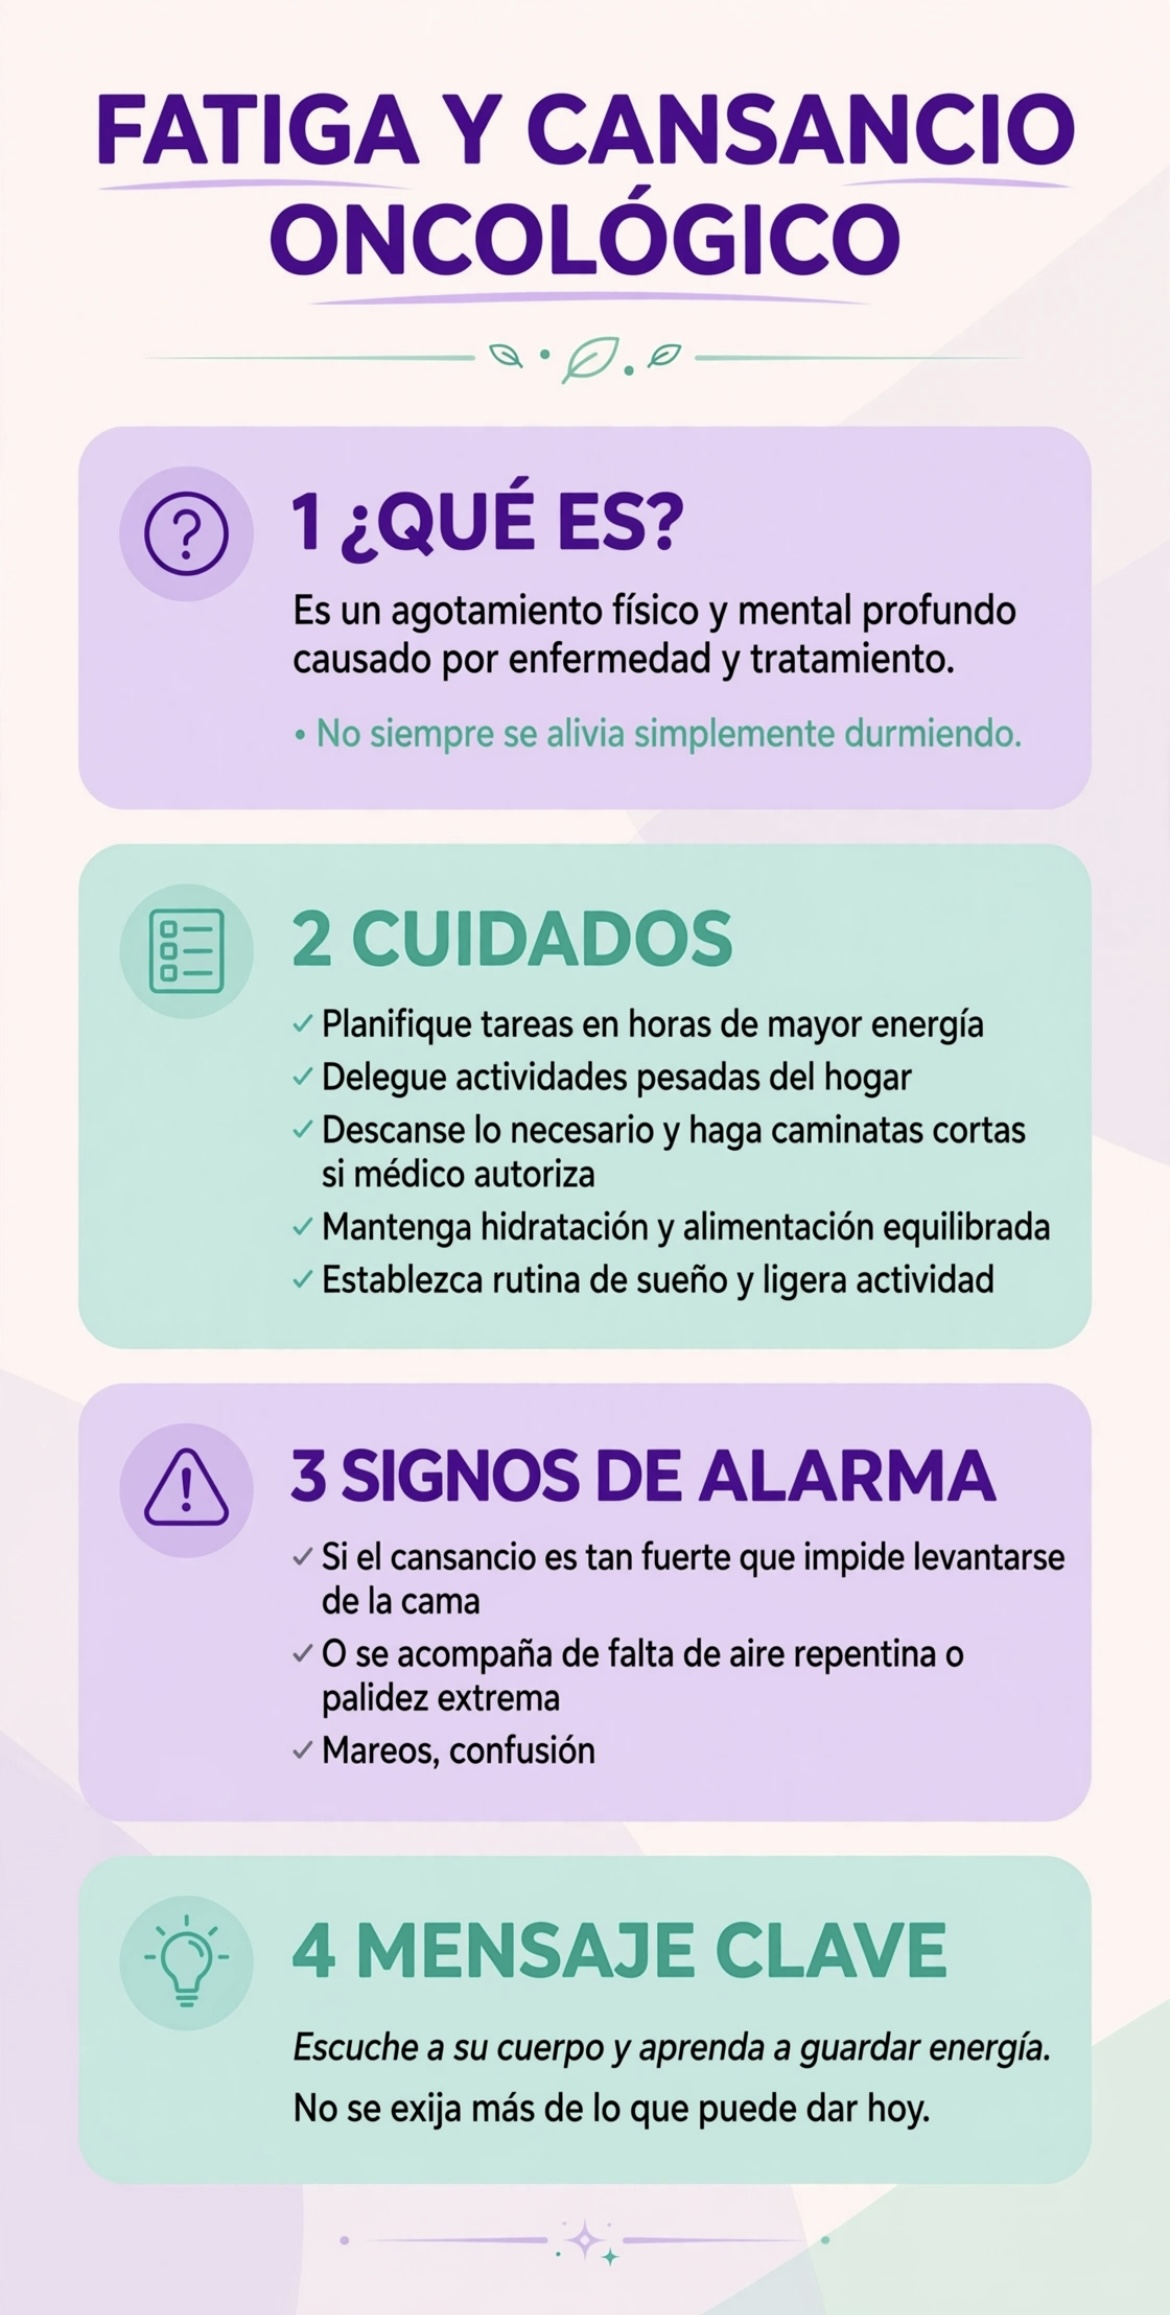 FATIGA Y CANSANCIO
ONCOLÓGICO
1 ¿QUÉ ES?
Es un agotamiento físico y mental profundo
causado por enfermedad y tratamiento.
• No siempre se alivia simplemente durmiendo.
2 CUIDADOS
✓ Planifique tareas en horas de mayor energía
✓ Delegue actividades pesadas del hogar
✓ Descanse lo necesario y haga caminatas cortas
si médico autoriza
✓ Mantenga hidratación y alimentación equilibrada
✓ Establezca rutina de sueño y ligera actividad
3 SIGNOS DE ALARMA
✓ Si el cansancio es tan fuerte que impide levantarse
de la cama
✓ O se acompaña de falta de aire repentina o
palidez extrema
✓ Mareos, confusión
4 MENSAJE CLAVE
Escuche a su cuerpo y aprenda a guardar energía.
No se exija más de lo que puede dar hoy.